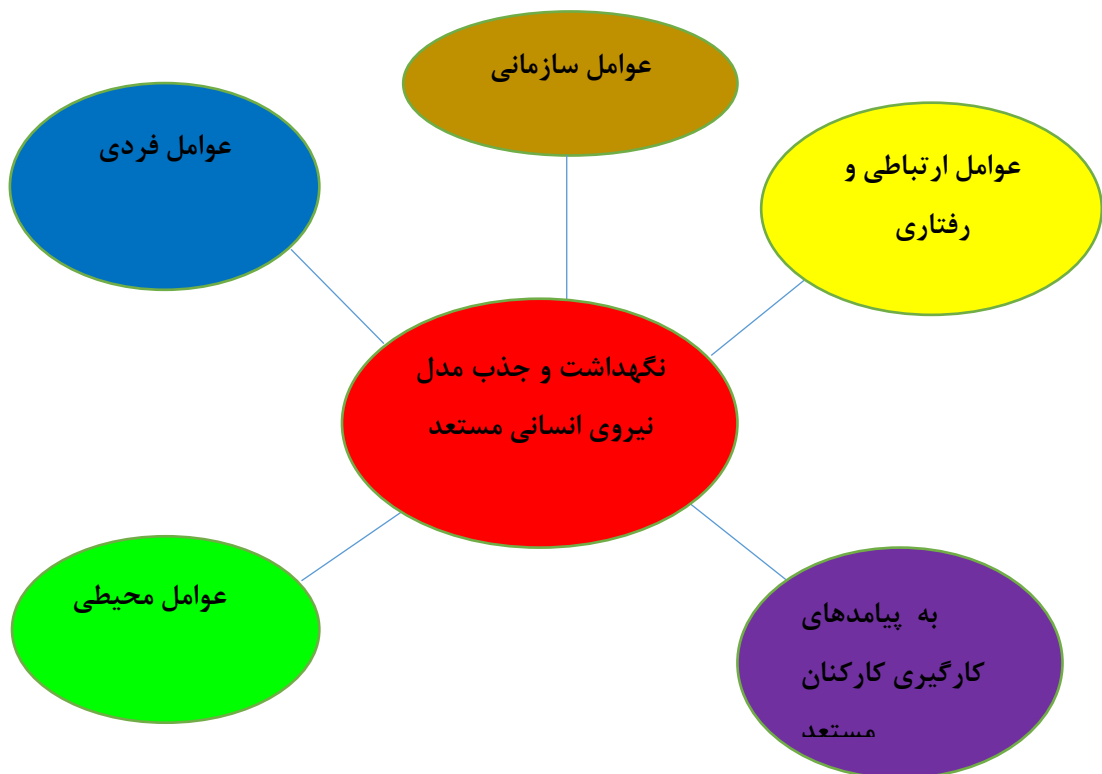 عوامل سازمانی
عوامل فردی
عوامل ارتباطی و
رفتاری
نگهداشت و جذب مدل
نیروی انسانی مستعد
عوامل محیطی
به پیامدهای
کارگیری کارکنان
مستعد